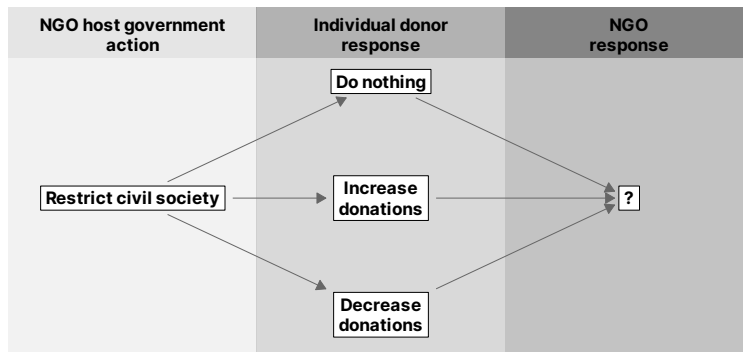 NGO host government
action
Individual donor
response
NGO
response
Do nothing
Restrict civil society
Increase
donations
?
Decrease
donations